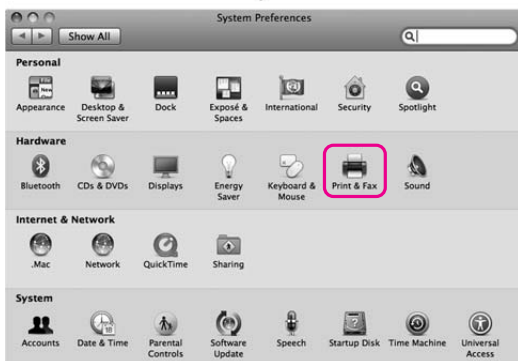 System Preferences
Show All
Personal
Appearance Desktop & Dock Exposé & International Security Spotlight
Screen Saver Spaces
Hardware
Bluetooth CDs & DVDs Displays Energy Keyboard & Print & Fax Sound
Saver Mouse
Internet & Network
.Mac Network QuickTime Sharing
System
Accounts Date & Time Parental Software Speech Startup Disk Time Machine Universal
Controls Update Access